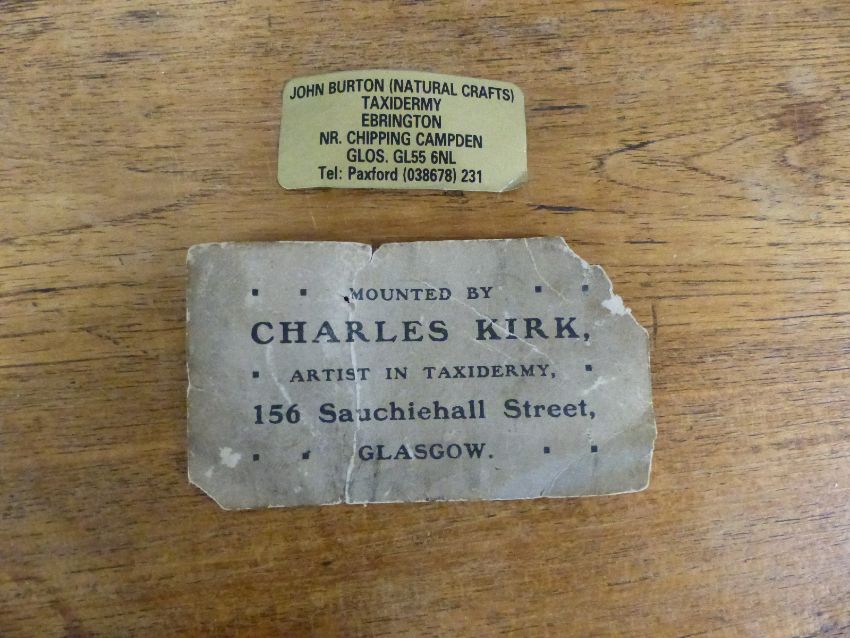 JOHN BURTON (NATURAL CRAFTS)
TAXIDERMY
EBRINGTON
NR. CHIPPING CAMPDEN
GLOS. GL55 6NL
Tel: Paxford (038678) 231
MOUNTED BY
CHARLES KIRK,
ARTIST IN TAXIDERMY,
156 Sauchiehall Street,
GLASGOW.